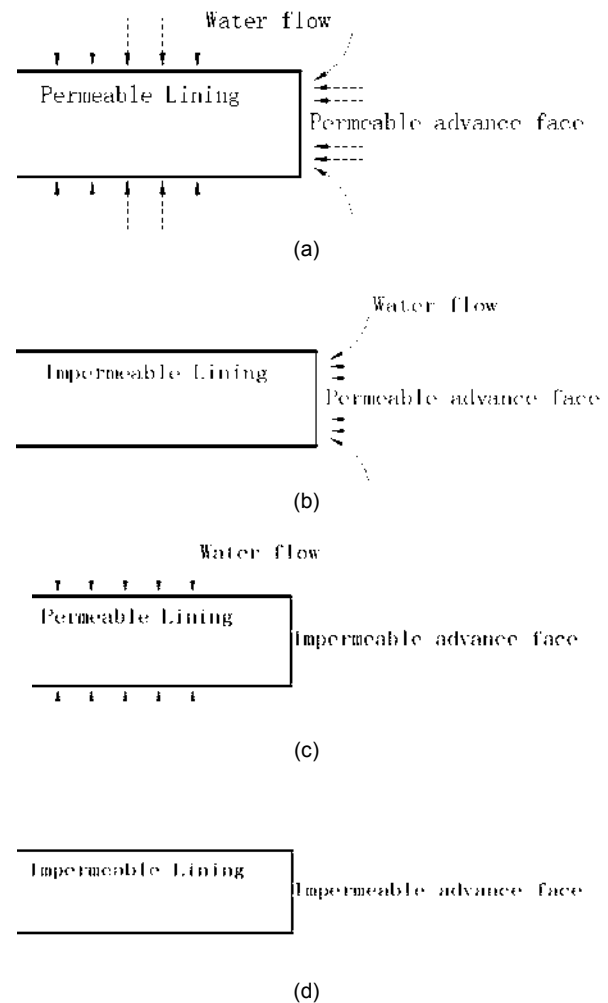 Water flow
Permeable Lining
Permeable advance face
(a)
Water flow
Impermeable Lining
Permeable advance face
(b)
Water flow
Permeable Lining
Impermeable advance face
(c)
Impermeable Lining
Impermeable advance face
(d)